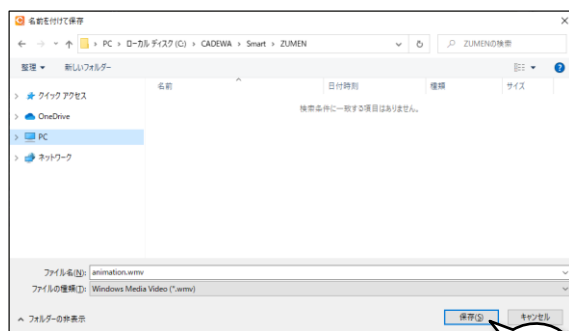 名前を付けて保存
PC › ローカル ディスク (C:) › CADEWA › Smart › ZUMEN
ZUMENの検索
整理 新しいフォルダー
名前 日付時刻 種類 サイズ
検索条件に一致する項目はありません。
クイック アクセス
OneDrive
PC
ネットワーク
ファイル名(N): animation.wmv
ファイルの種類(T): Windows Media Video (*.wmv)
フォルダーの非表示 保存(S) キャンセル